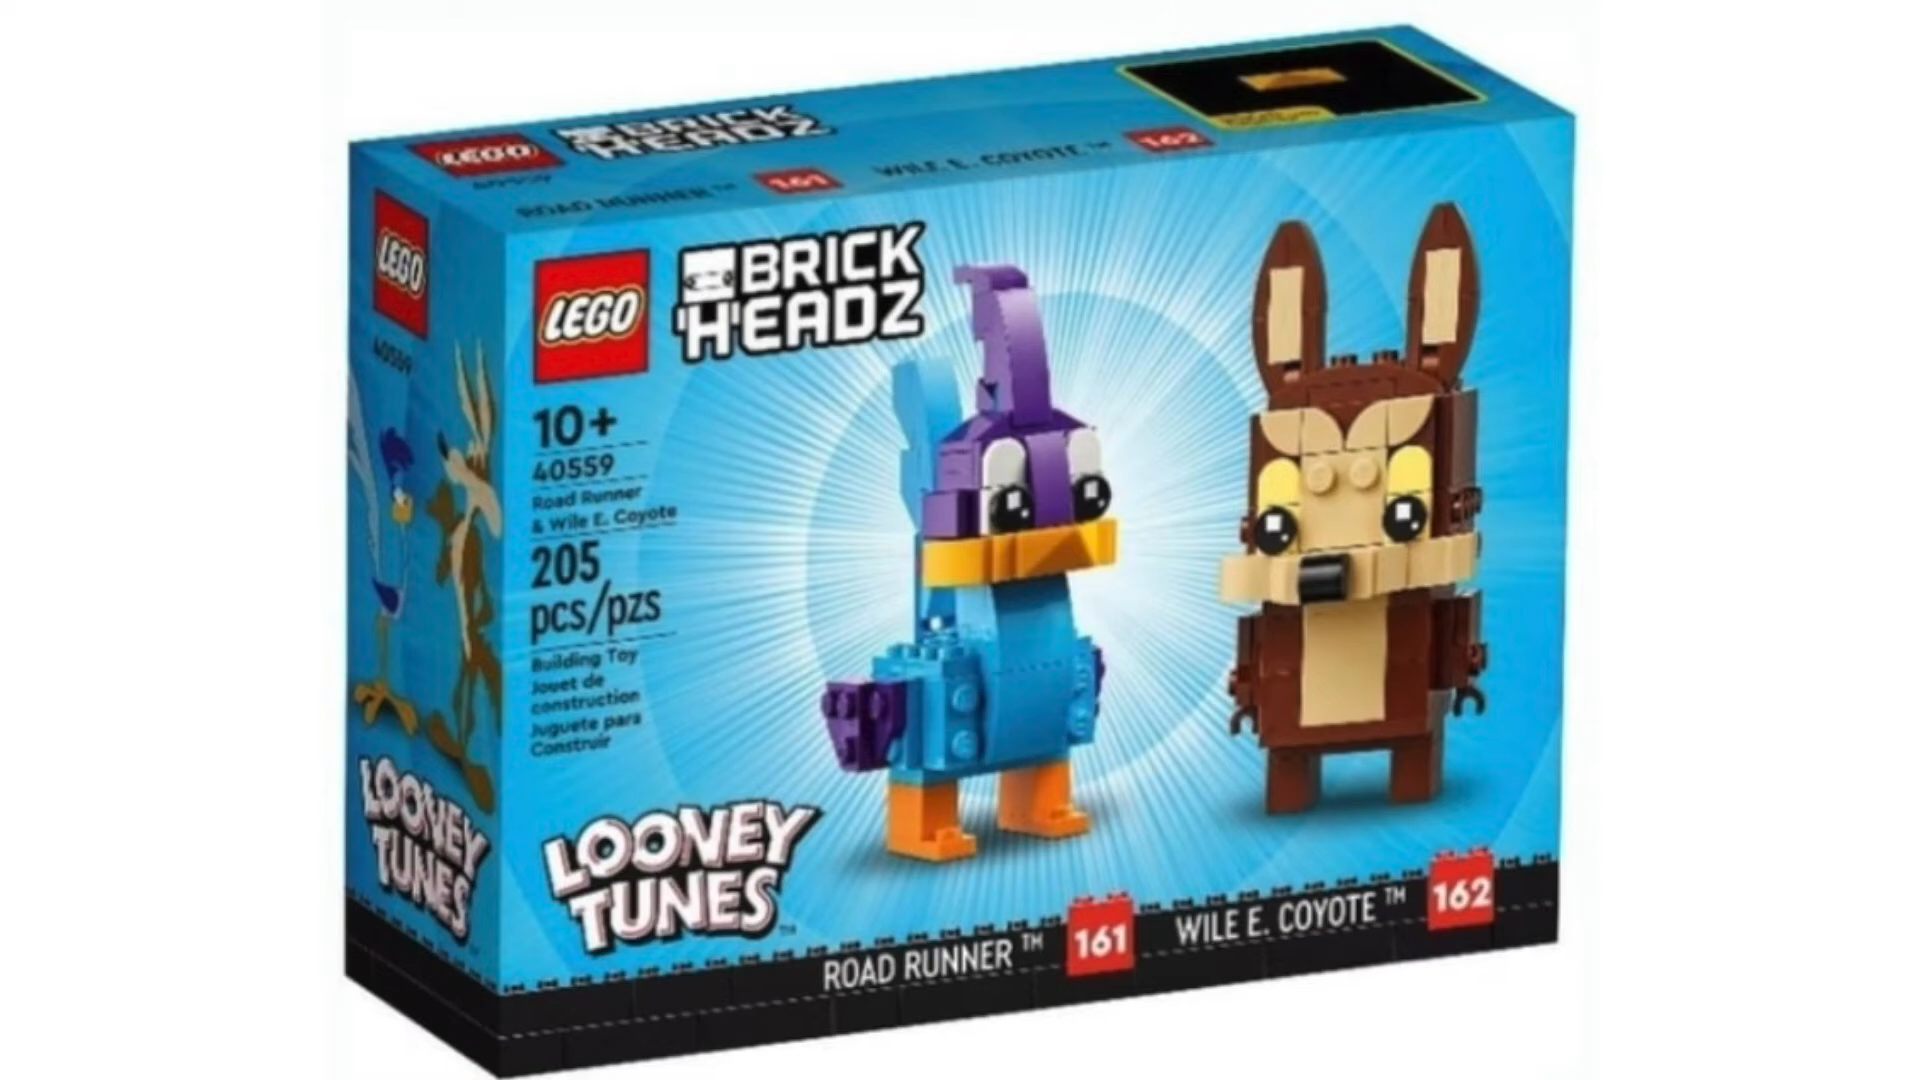 LEGO
BRICK
HEADZ
40559
ROAD RUNNER™ 161
WILE E. COYOTE™ 162
LEGO
40559
LOONEY
TUNES
LEGO
BRICK
HEADZ
10+
40559
Road Runner
& Wile E. Coyote
205
pcs/pzs
Building Toy
Jouet de
construction
Juguete para
Construir
LOONEY
TUNES™
ROAD RUNNER™ 161
WILE E. COYOTE™ 162